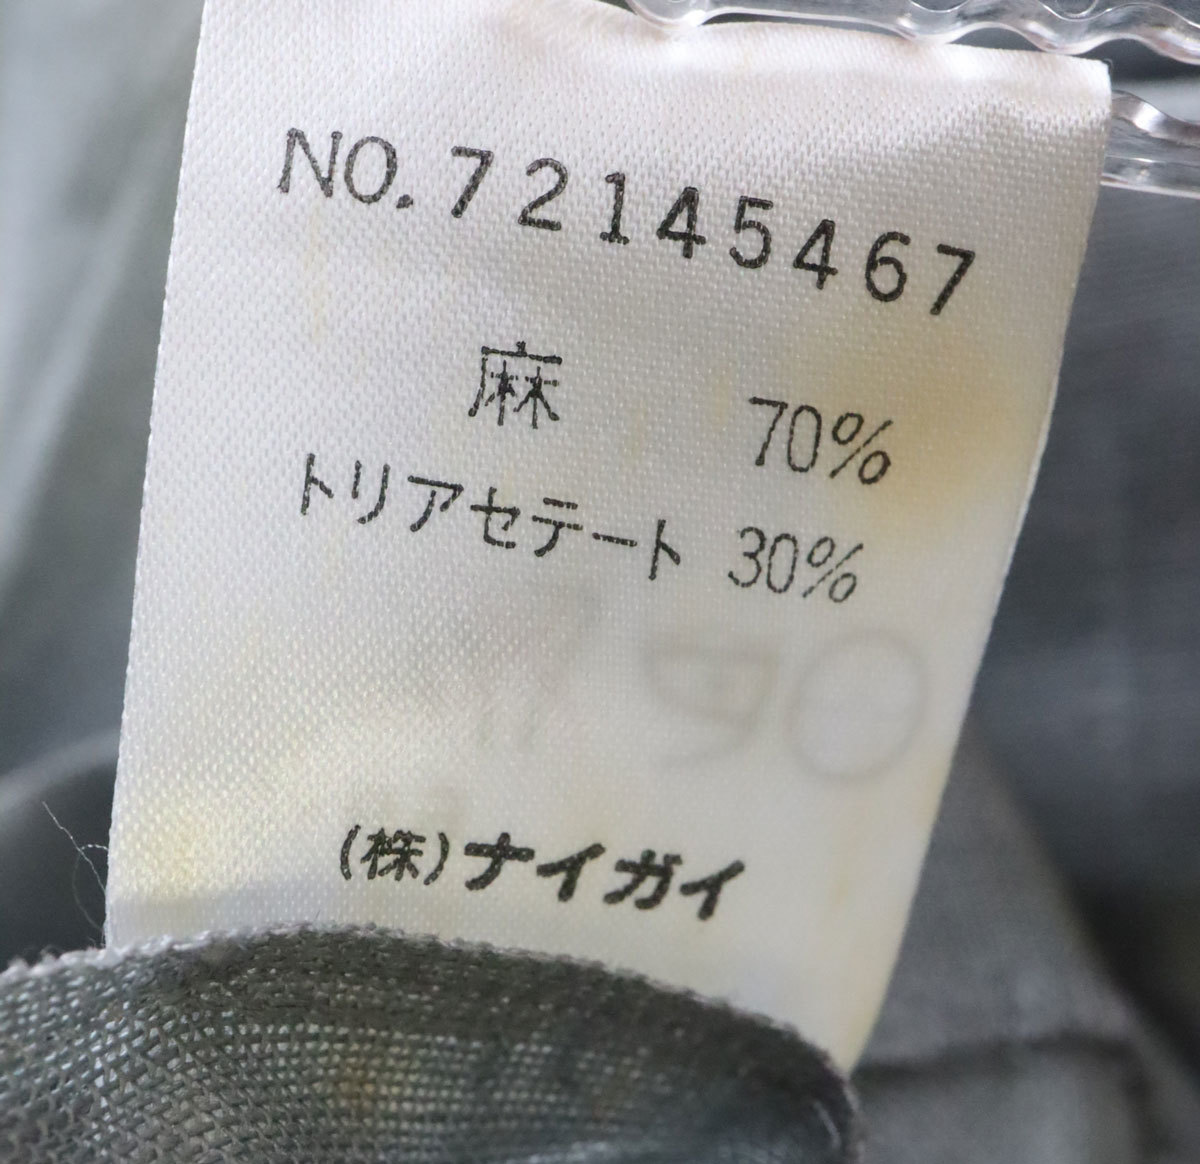 NO.72145467
麻 70%
トリアセテート 30%
(株)ナイガイ